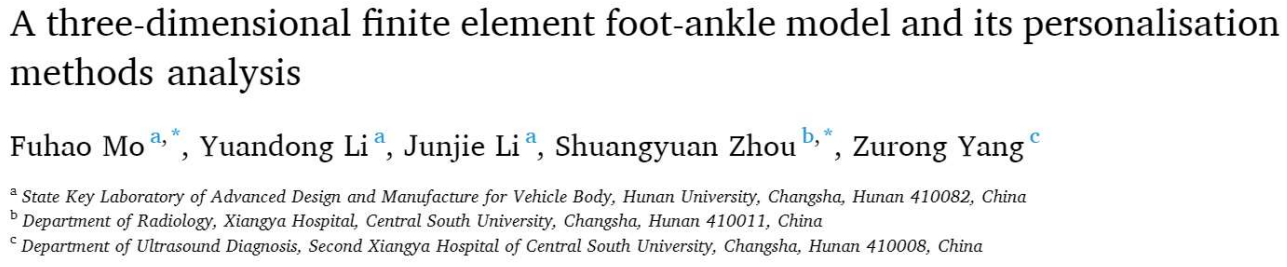 A three-dimensional finite element foot-ankle model and its personalisation
methods analysis
Fuhao Mo a,*, Yuandong Li a, Junjie Li a, Shuangyuan Zhou b,*, Zurong Yang c
a State Key Laboratory of Advanced Design and Manufacture for Vehicle Body, Hunan University, Changsha, Hunan 410082, China
b Department of Radiology, Xiangya Hospital, Central South University, Changsha, Hunan 410011, China
c Department of Ultrasound Diagnosis, Second Xiangya Hospital of Central South University, Changsha, Hunan 410008, China